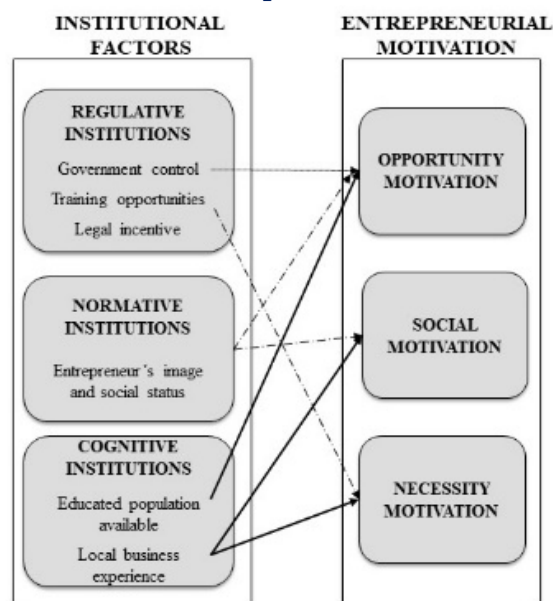 INSTITUTIONAL
FACTORS
REGULATIVE
INSTITUTIONS
Government control
Training opportunities
Legal incentive
NORMATIVE
INSTITUTIONS
Entrepreneur´s image
and social status
COGNITIVE
INSTITUTIONS
Educated population
available
Local business
experience
ENTREPRENEURIAL
MOTIVATION
OPPORTUNITY
MOTIVATION
SOCIAL
MOTIVATION
NECESSITY
MOTIVATION